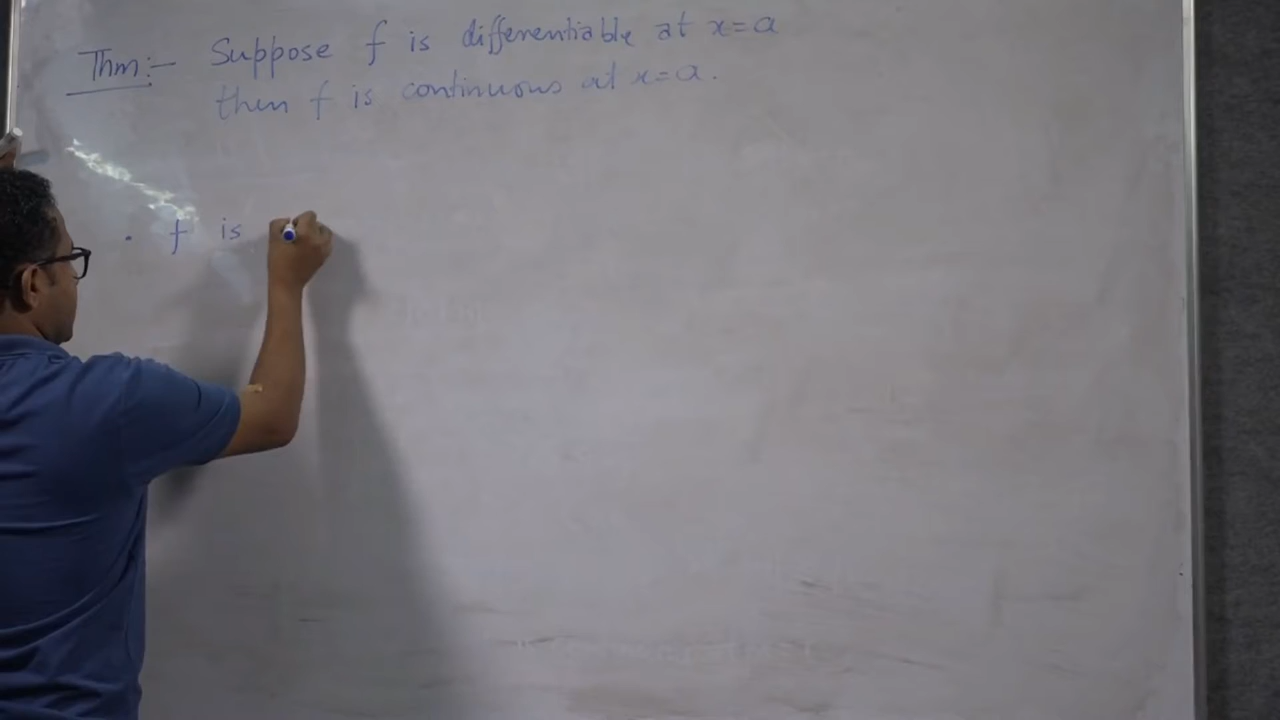 Thm:- Suppose f is differentiable at x=a
then f is continuous at x=a.
. f is